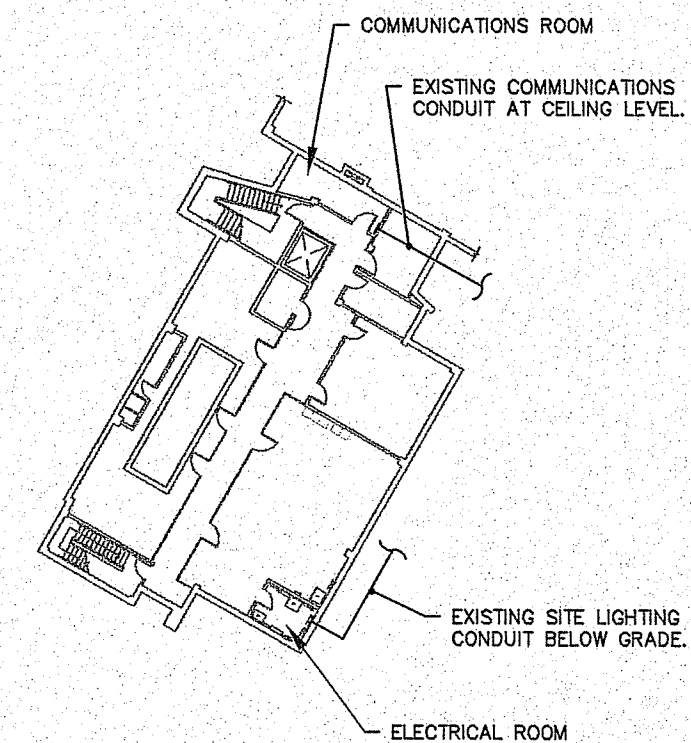 COMMUNICATIONS ROOM
EXISTING COMMUNICATIONS
CONDUIT AT CEILING LEVEL.
EXISTING SITE LIGHTING
CONDUIT BELOW GRADE.
ELECTRICAL ROOM